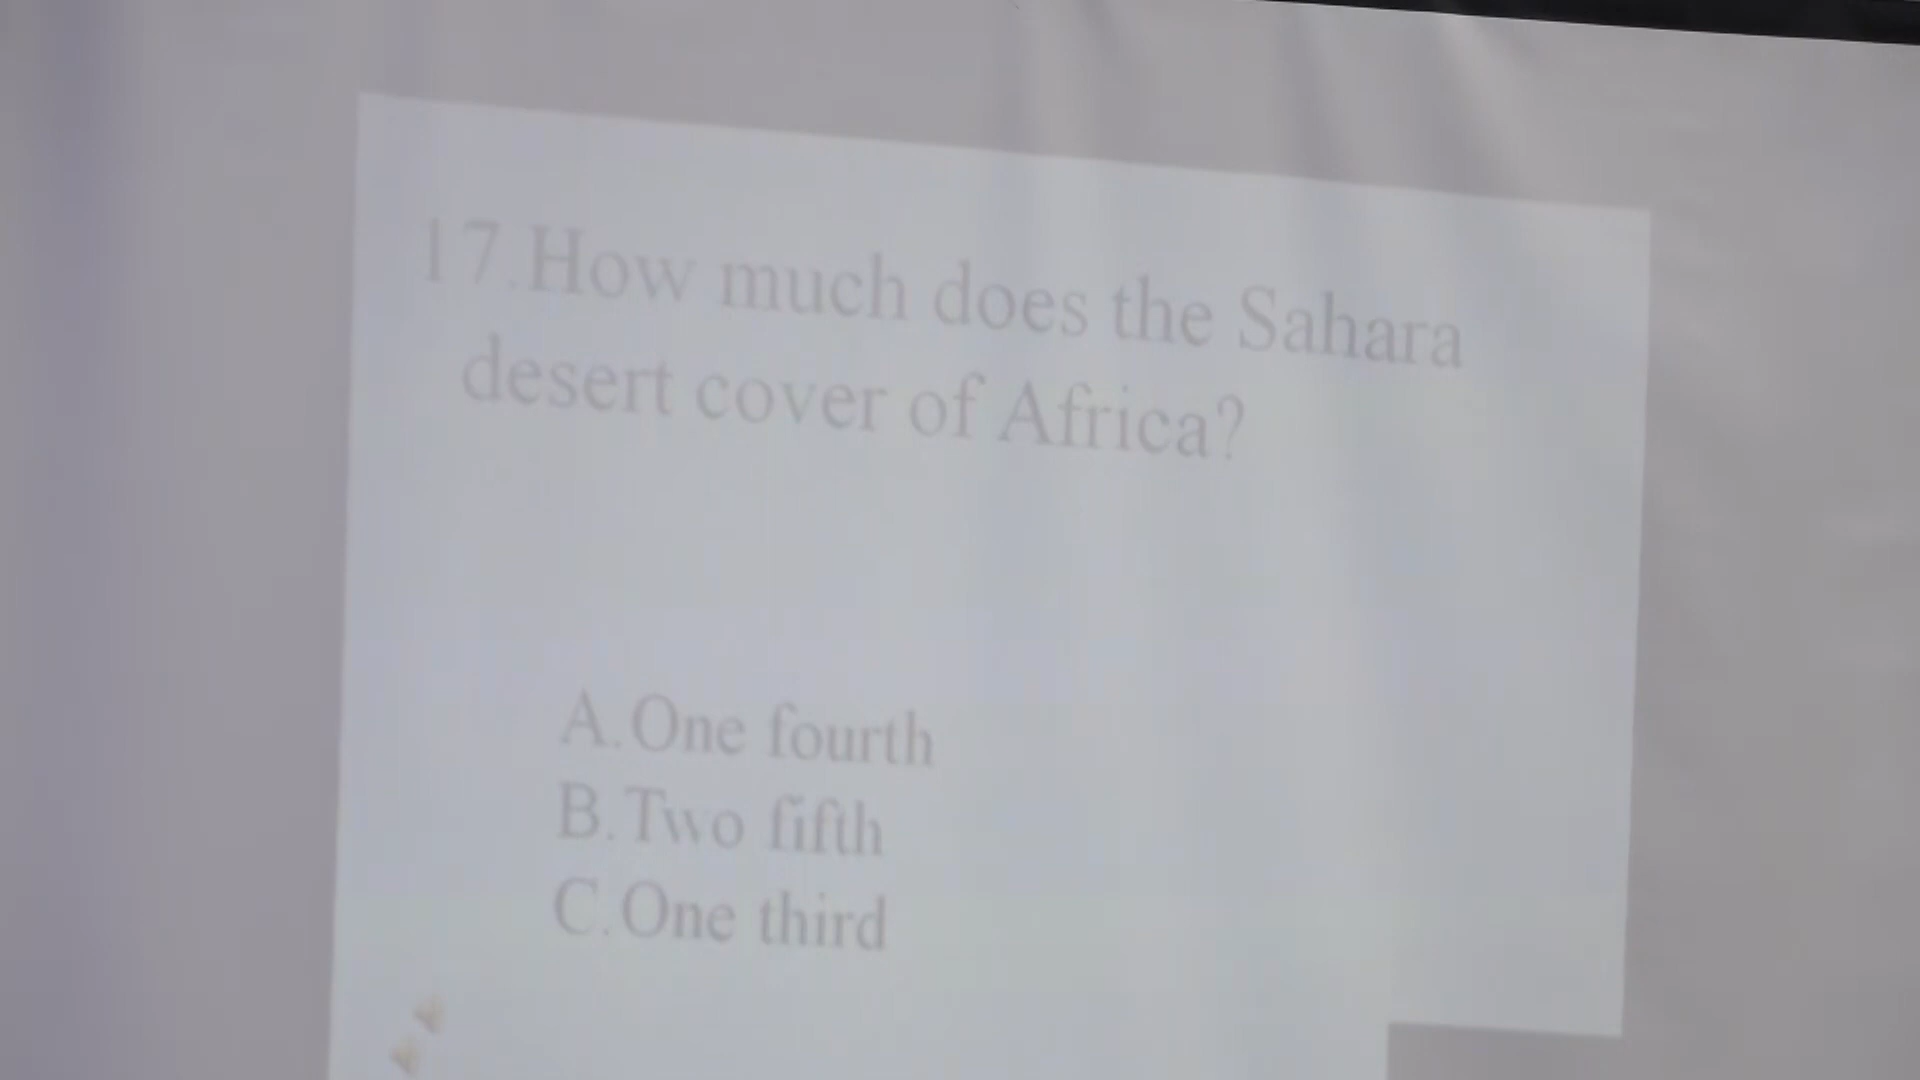 17.How much does the Sahara
desert cover of Africa?
A.One fourth
B.Two fifth
C.One third